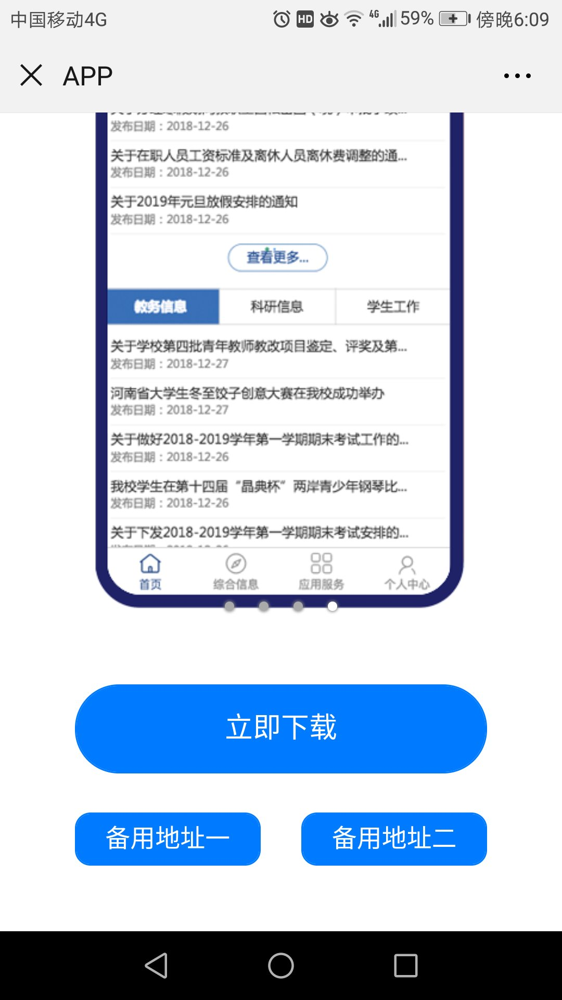 中国移动4G
HD
4G
59%
傍晚6:09
APP
发布日期：2018-12-26
关于在职人员工资标准及离休人员离休费调整的通...
发布日期：2018-12-26
关于2019年元旦放假安排的通知
发布日期：2018-12-26
查看更多...
教务信息
科研信息
学生工作
关于学校第四批青年教师教改项目鉴定、评奖及第...
发布日期：2018-12-27
河南省大学生冬至饺子创意大赛在我校成功举办
发布日期：2018-12-27
关于做好2018-2019学年第一学期期末考试工作的...
发布日期：2018-12-26
我校学生在第十四届“晶典杯”两岸青少年钢琴比...
发布日期：2018-12-26
关于下发2018-2019学年第一学期期末考试安排的...
首页
综合信息
应用服务
个人中心
立即下载
备用地址一
备用地址二